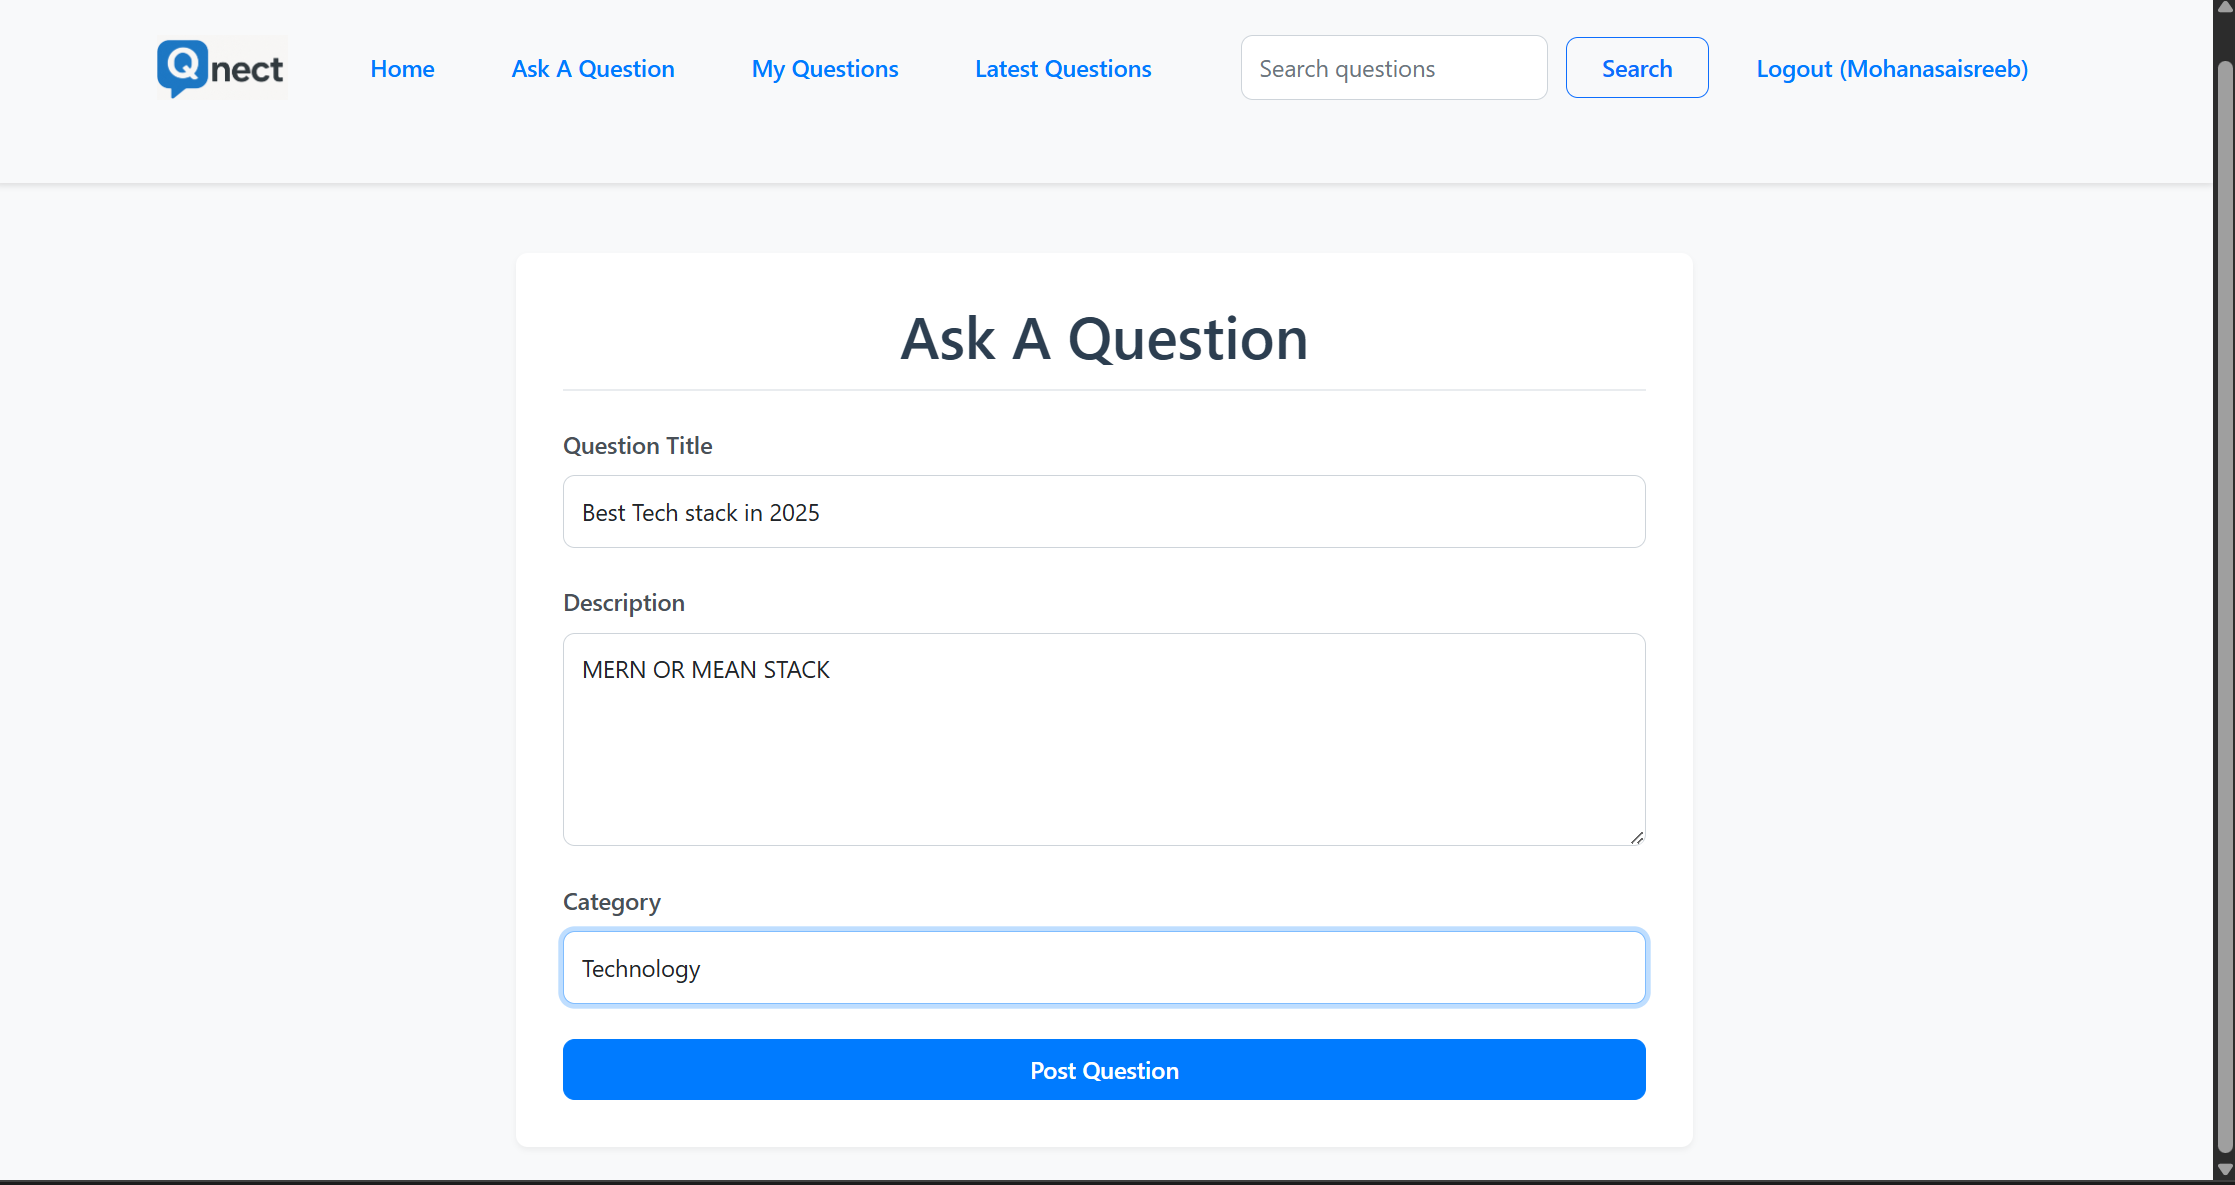 Qnect
Home
Ask A Question
My Questions
Latest Questions
Search questions
Search
Logout (Mohanasaisreeb)
Ask A Question
Question Title
Best Tech stack in 2025
Description
MERN OR MEAN STACK
Category
Technology
Post Question